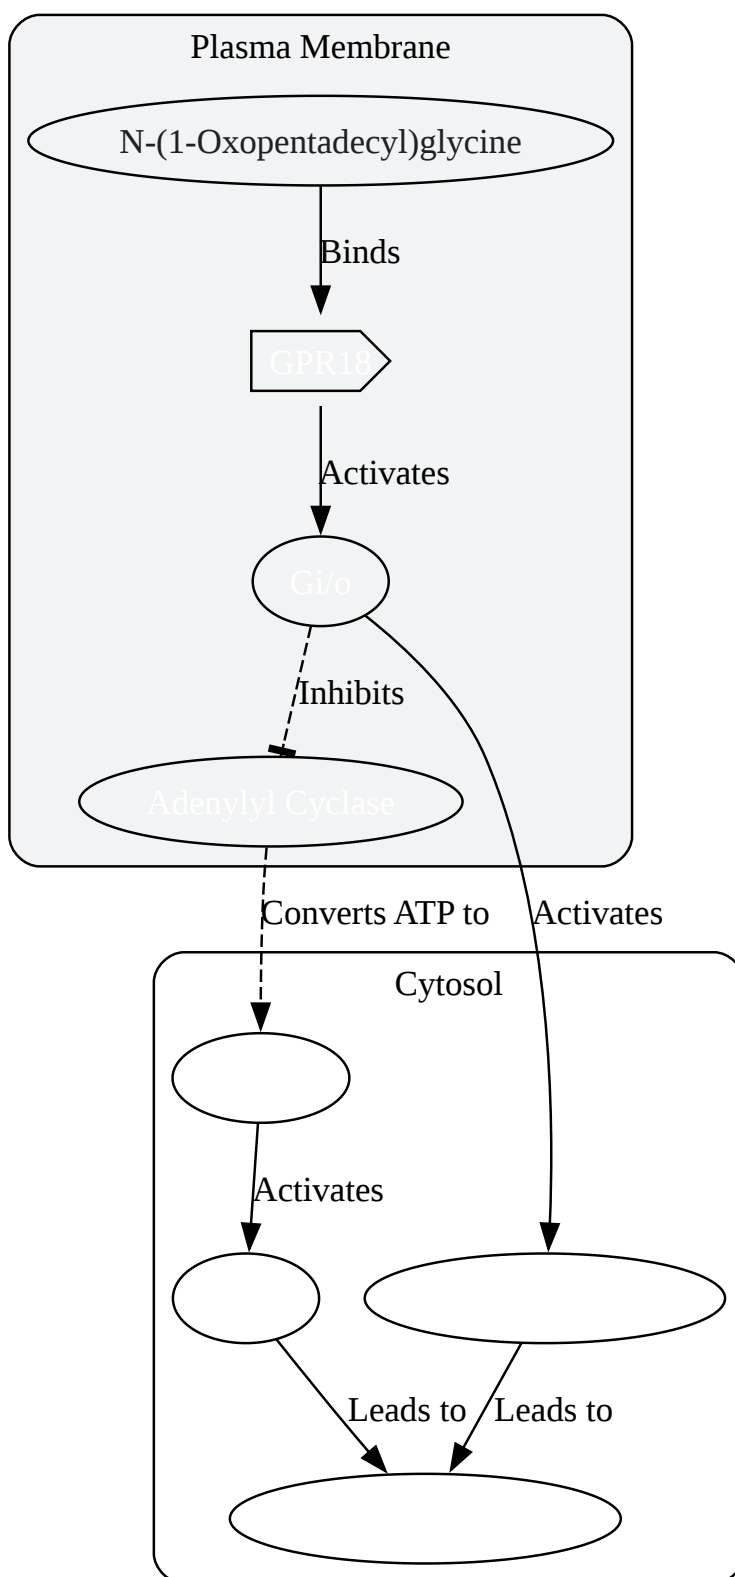 Plasma Membrane
N-(1-Oxopentadecyl)glycine
Binds
GPR18
Activates
Gi/o
Inhibits
Adenylyl Cyclase
Converts ATP to
Activates
Cytosol
Activates
Leads to
Leads to